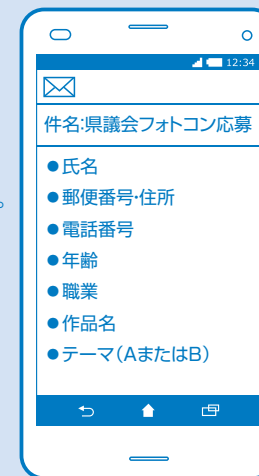 12:34
件名:県議会フォトコン応募
●氏名
●郵便番号・住所
●電話番号
●年齢
●職業
●作品名
●テーマ(AまたはB)
。